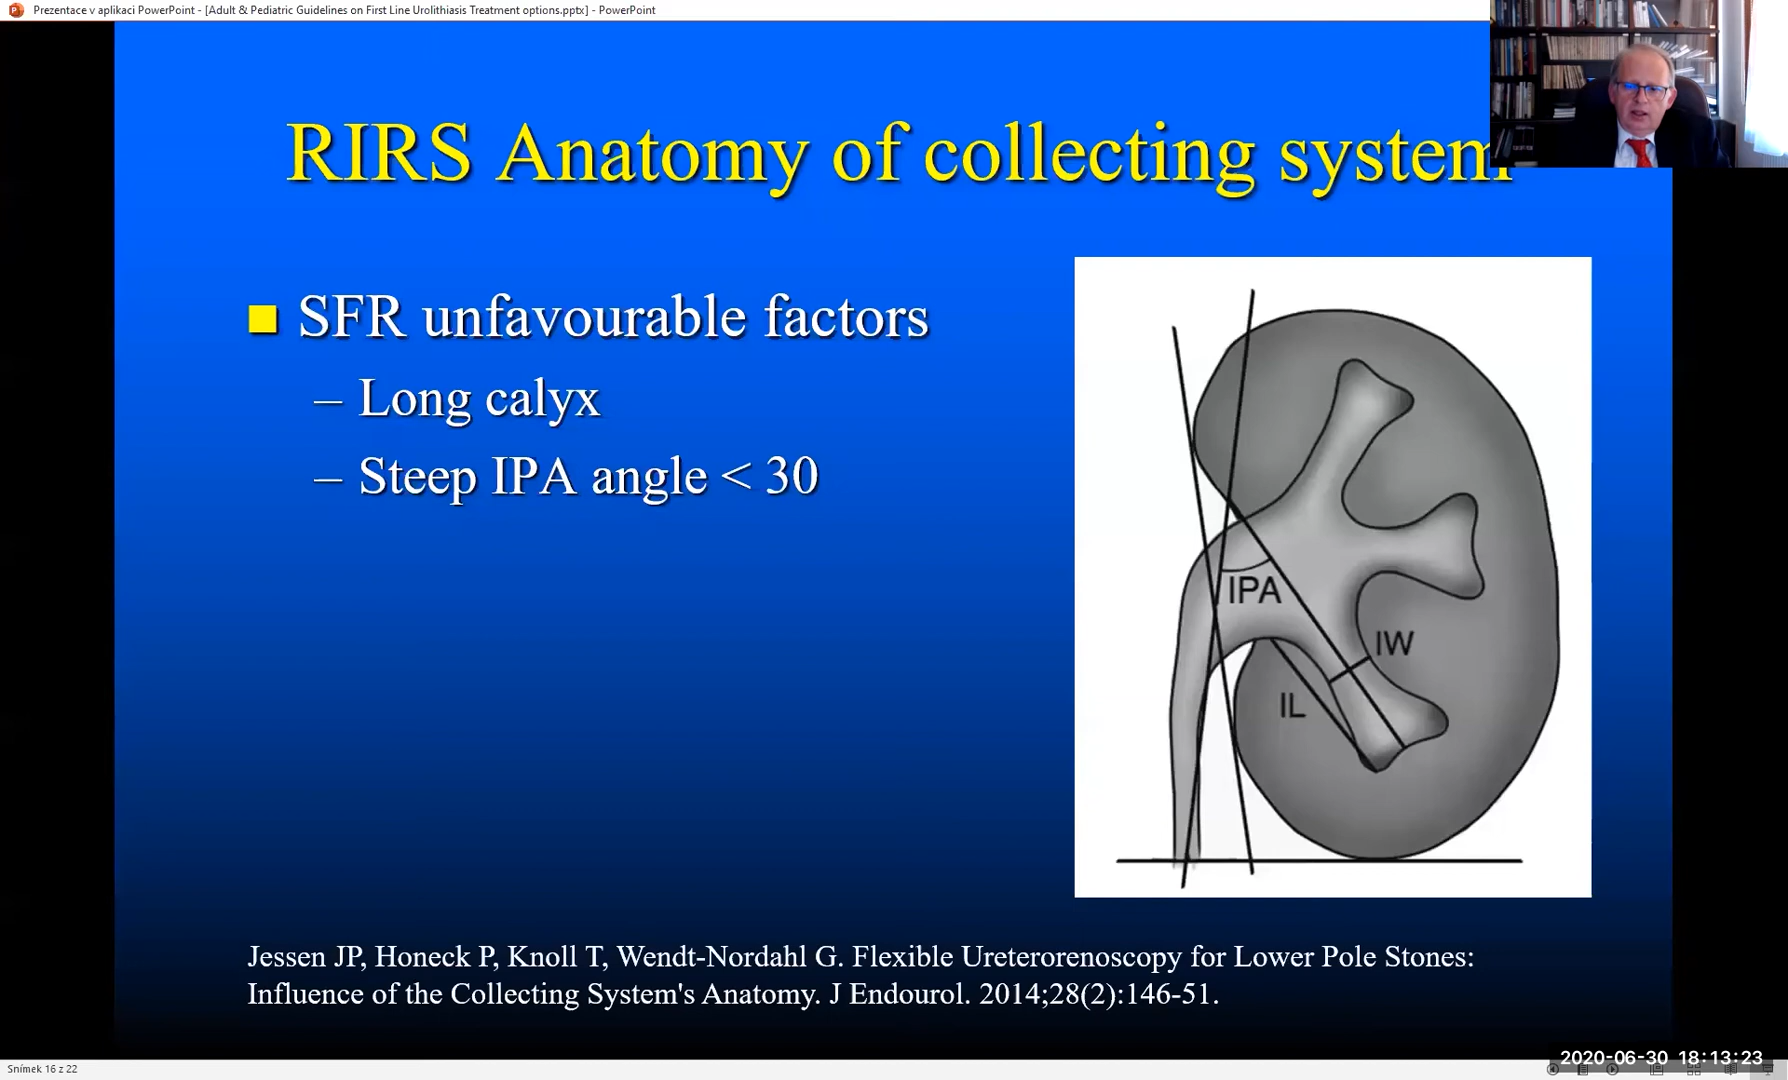 Prezentace v aplikaci PowerPoint - [Adult & Pediatric Guidelines on First Line Urolithiasis Treatment options.pptx] - PowerPoint
RIRS Anatomy of collecting system
SFR unfavourable factors
– Long calyx
– Steep IPA angle < 30
IPA
IW
IL
Jessen JP, Honeck P, Knoll T, Wendt-Nordahl G. Flexible Ureterorenoscopy for Lower Pole Stones:
Influence of the Collecting System's Anatomy. J Endourol. 2014;28(2):146-51.
2020-06-30 18:13:23
Snímek 16 z 22